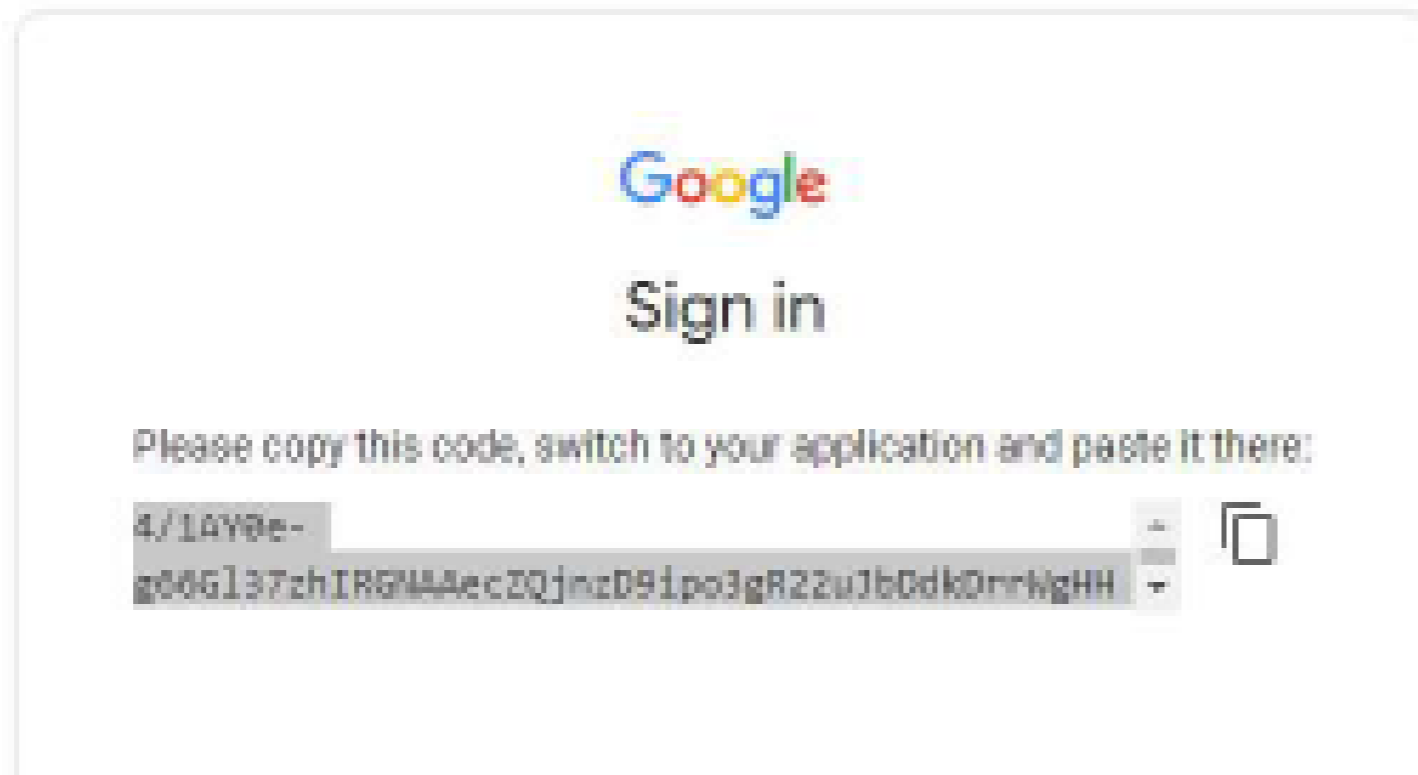 Google
Sign in
Please copy this code, switch to your application and paste it there:
4/1AY0e-